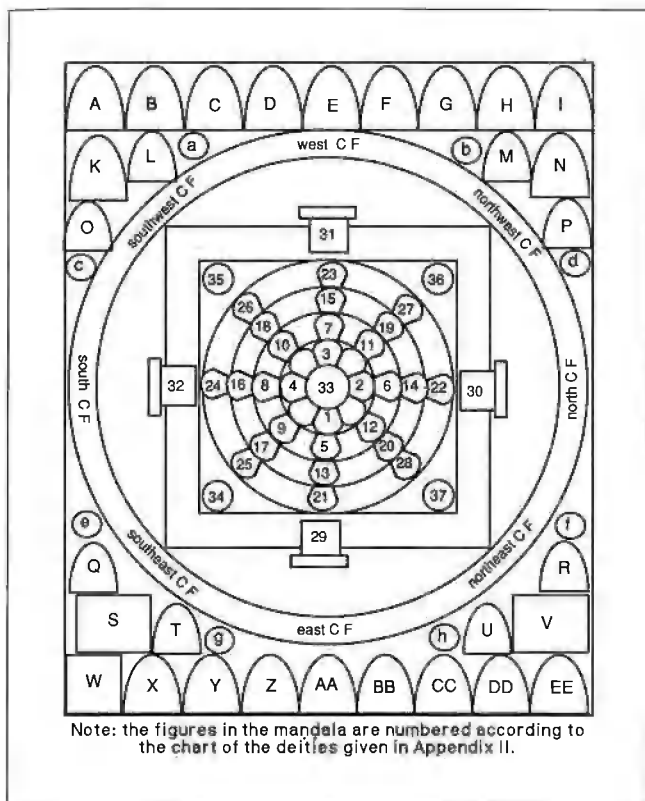 A B C D E F G H I
K L a west C F b M N
O southwest C F northwest C F P
c d
31
35 23 36
26 15 27
18 7 19
10 3 11
south C F 32 24 16 8 4 33 2 6 14 22 30 north C F
9 1 12
17 5 20
25 13 28
34 21 37
29
e f
Q southeast C F northeast C F R
S T g east C F h U V
W X Y Z AA BB CC DD EE
Note: the figures in the mandala are numbered according to
the chart of the deities given in Appendix II.